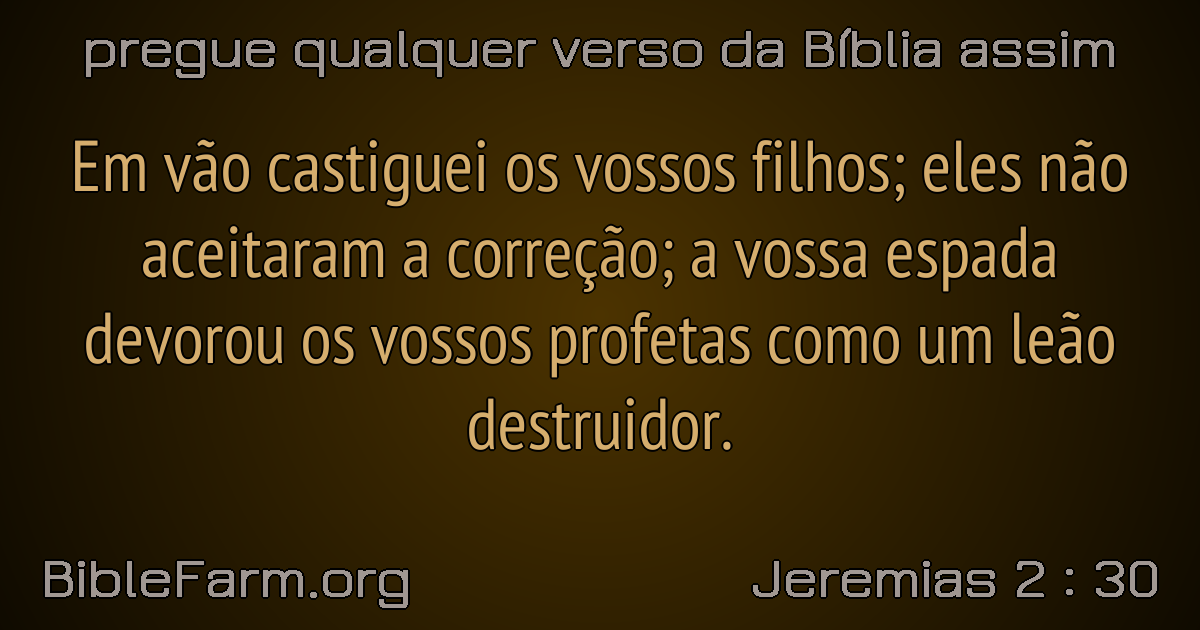 pregue qualquer verso da Bíblia assim
Em vão castiguei os vossos filhos; eles não
aceitaram a correção; a vossa espada
devorou os vossos profetas como um leão
destruidor.
BibleFarm.org
Jeremias 2 : 30